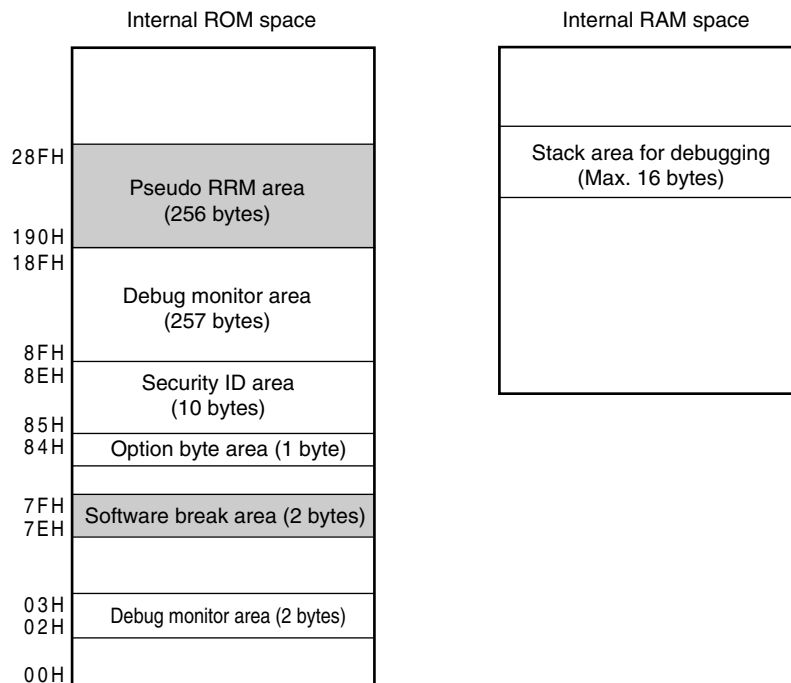 Internal ROM space
Internal RAM space
28FH
Pseudo RRM area
(256 bytes)
190H
18FH
Debug monitor area
(257 bytes)
8FH
8EH
Security ID area
(10 bytes)
85H
84H
Option byte area (1 byte)
7FH
Software break area (2 bytes)
7EH
03H
Debug monitor area (2 bytes)
02H
00H
Stack area for debugging
(Max. 16 bytes)